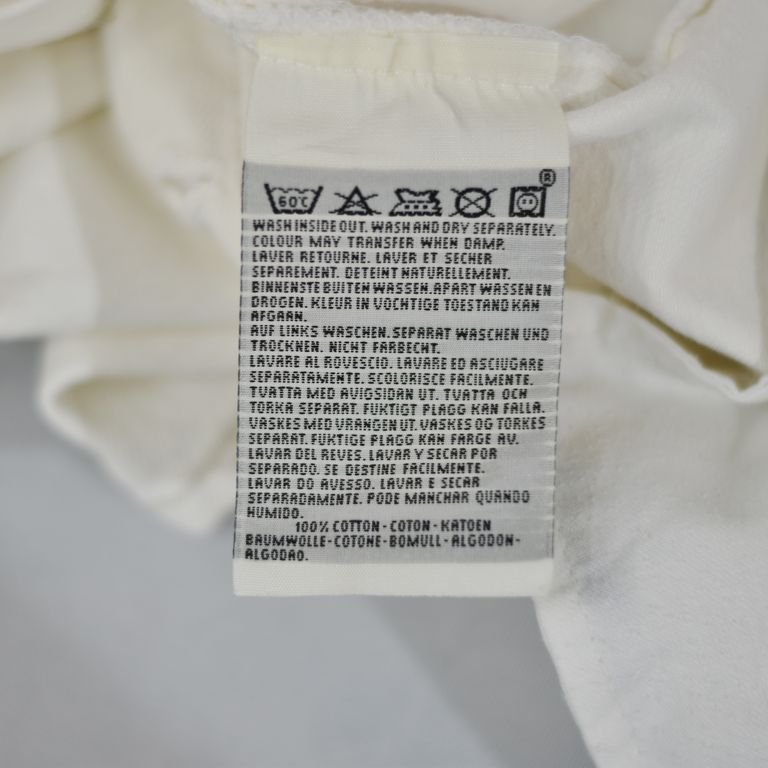 ®
60°C
WASH INSIDE OUT. WASH AND DRY SEPARATELY.
COLOUR MAY TRANSFER WHEN DAMP.
LAVER RETOURNE. LAVER ET SECHER
SEPAREMENT. DETEINT NATURELLEMENT.
BINNENSTE BUITEN WASSEN. APART WASSEN EN
DROGEN. KLEUR IN VOCHTIGE TOESTAND KAN
AFGAAN.
AUF LINKS WASCHEN. SEPARAT WASCHEN UND
TROCKNEN. NICHT FARBECHT.
LAVARE AL ROVESCIO. LAVARE ED ASCIUGARE
SEPARATAMENTE. SCOLORISCE FACILMENTE.
TVATTA MED AVIGSIDAN UT. TVATTA OCH
TORKA SEPARAT. FUKTIGT PLAGG KAN FALLA.
VASKES MED VRANGEN UT. VASKES OG TORKES
SEPARAT. FUKTIGE PLAGG KAN FARGE AV.
LAVAR DEL REVES. LAVAR Y SECAR POR
SEPARADO. SE DESTINE FACILMENTE.
LAVAR DO AVESSO. LAVAR E SECAR
SEPARADAMENTE. PODE MANCHAR QUANDO
HUMIDO.
100% COTTON - COTON - KATOEN
BAUMWOLLE - COTONE - BOMULL - ALGODON -
ALGODAO.